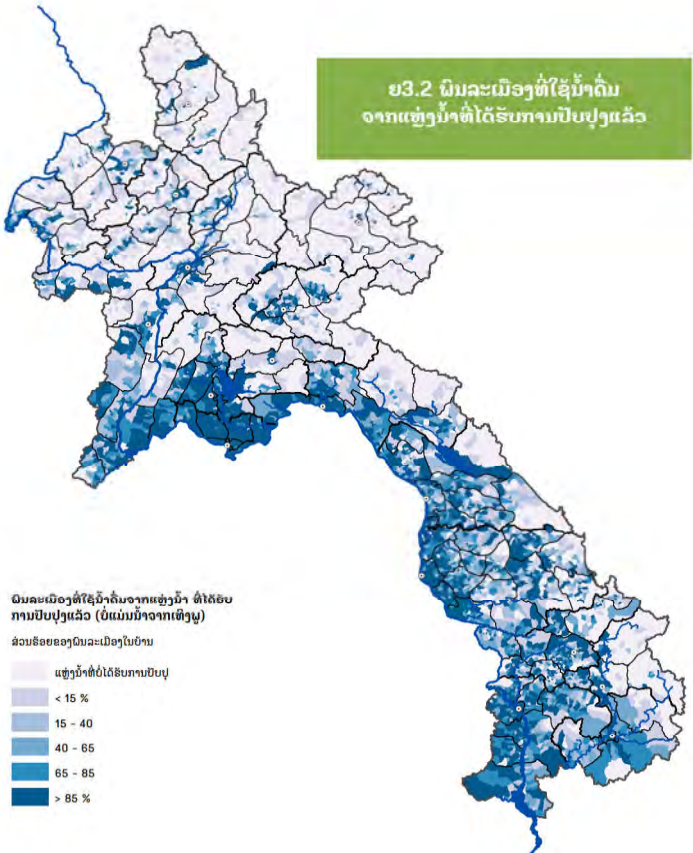 ຍ3.2 ພົນລະເມືອງທີ່ໃຊ້ນ້ຳດື່ມ
ຈາກແຫຼ່ງນ້ຳທີ່ໄດ້ຮັບການປັບປຸງແລ້ວ
ພົນລະເມືອງທີ່ໃຊ້ນ້ຳດື່ມຈາກແຫຼ່ງນ້ຳ ທີ່ໄດ້ຮັບ
ການປັບປຸງແລ້ວ (ບໍ່ແມ່ນນ້ຳຈາກເທິງພູ)
ສ່ວນຮ້ອຍຂອງພົນລະເມືອງໃນບ້ານ
ແຫຼ່ງນ້ຳທີ່ບໍ່ໄດ້ຮັບການປັບປຸ
< 15 %
15 - 40
40 - 65
65 - 85
> 85 %